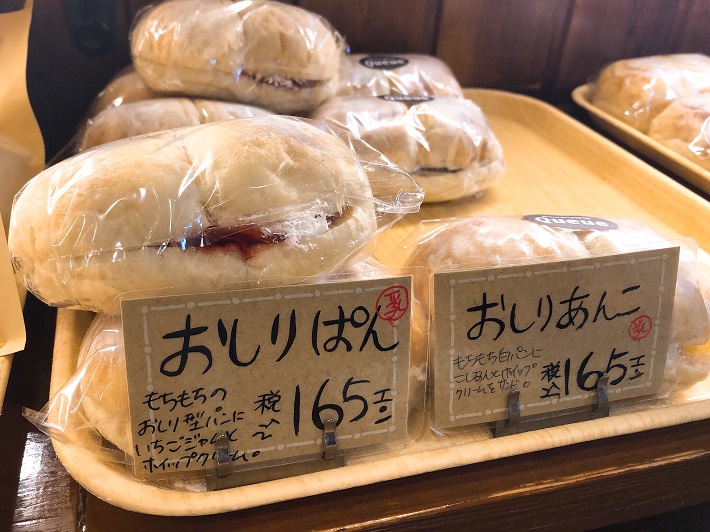 おしりぱん
乳
もちもちの
おしり型パンに
いちごジャムと
ホイップクリーム。
税込
165エン
Queue
おしりあんこ
乳
もちもち白パンに
こしあんとホイップ
クリームをサンド。
税込
165エン